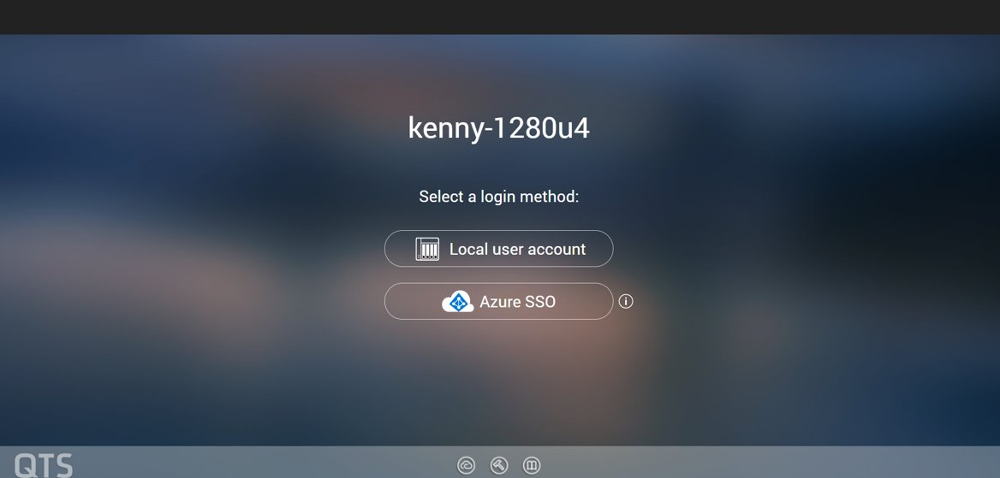 kenny-1280u4
Select a login method:
Local user account
Azure SSO
QTS